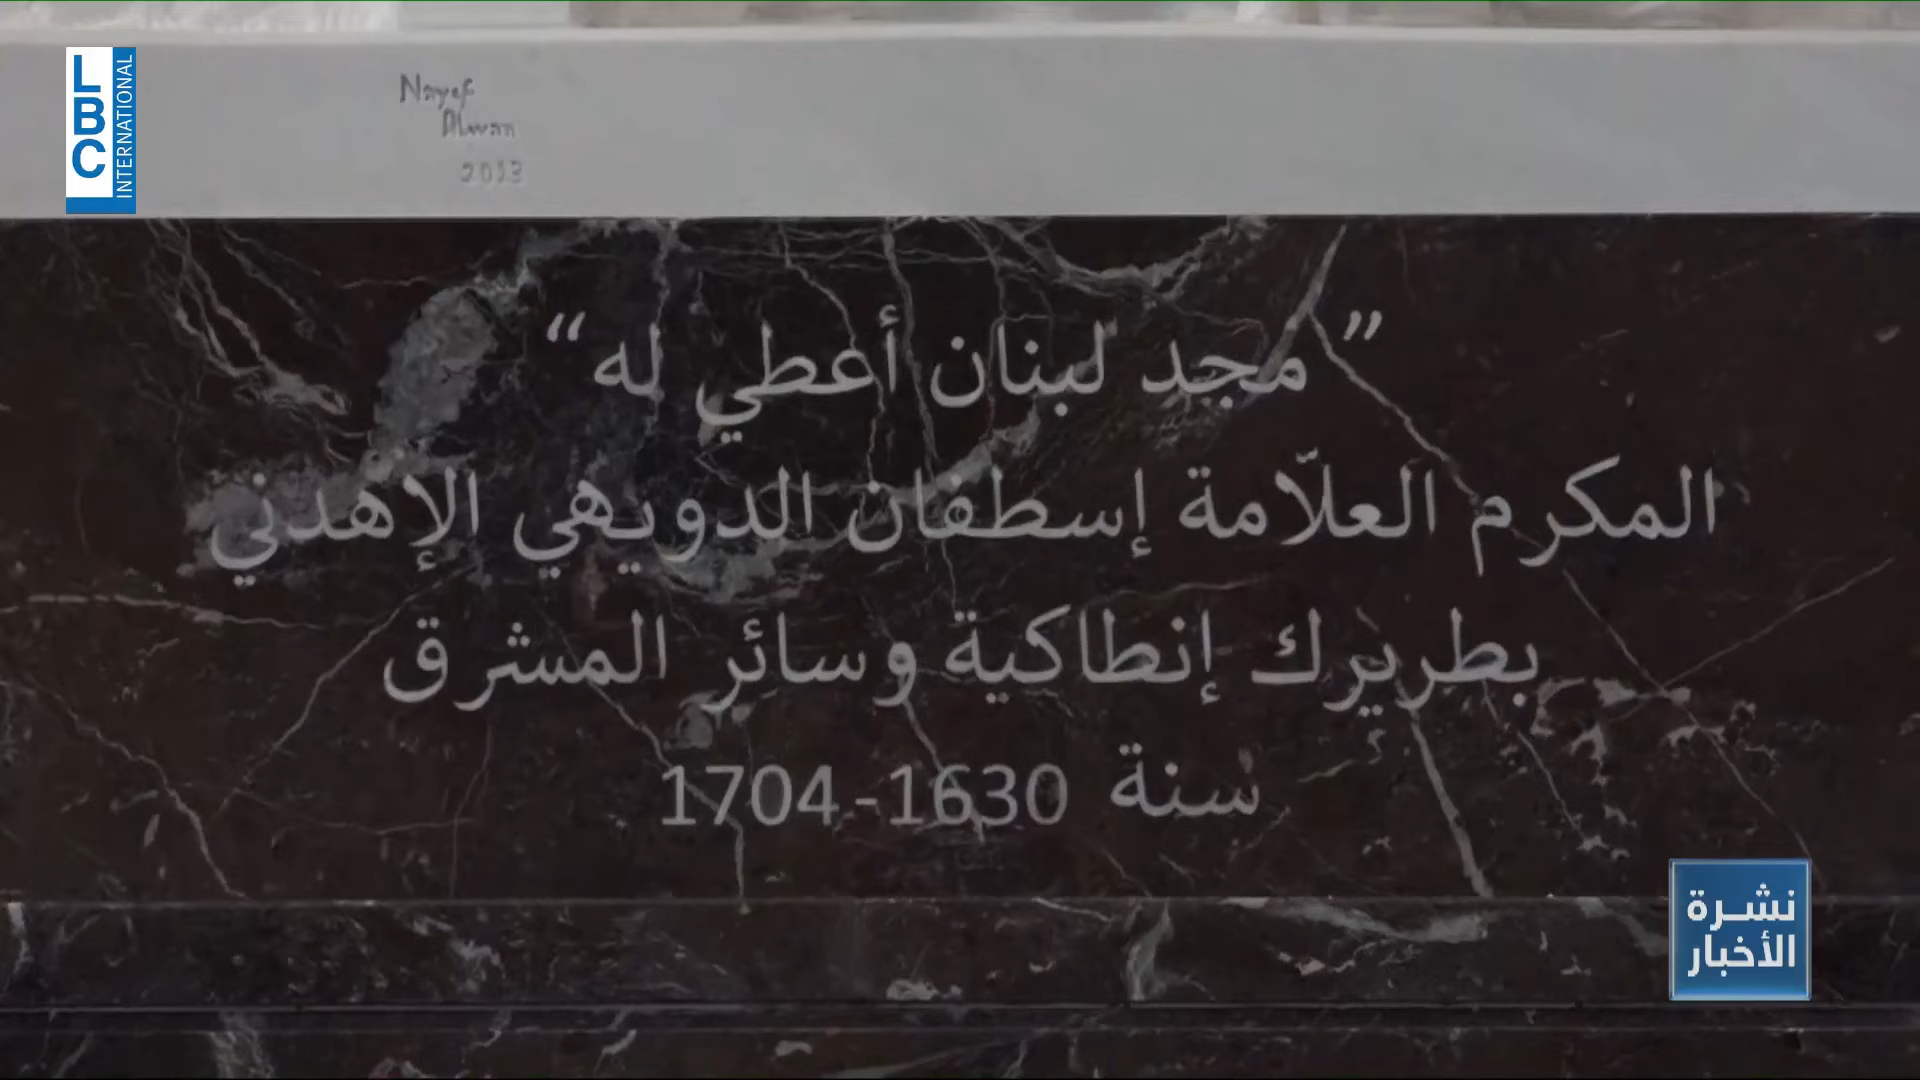 LBC
INTERNATIONAL
Nayef
Alwan
2013
” مجد لبنان أعطي له “
المكرم العلاّمة إسطفان الدويهي الإهدني
بطريرك إنطاكية وسائر المشرق
سنة 1630-1704
نشرة
الأخبار